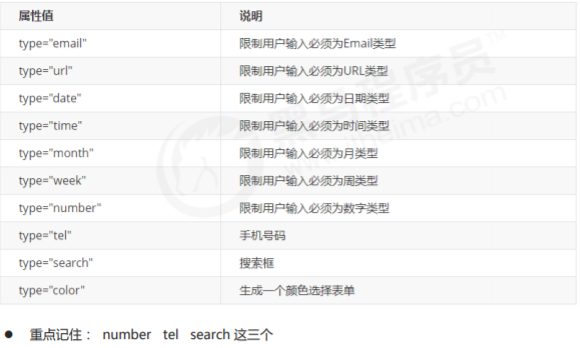 属性值 说明
type="email" 限制用户输入必须为Email类型
type="url" 限制用户输入必须为URL类型
type="date" 限制用户输入必须为日期类型
type="time" 限制用户输入必须为时间类型
type="month" 限制用户输入必须为月类型
type="week" 限制用户输入必须为周类型
type="number" 限制用户输入必须为数字类型
type="tel" 手机号码
type="search" 搜索框
type="color" 生成一个颜色选择表单
● 重点记住： number tel search 这三个